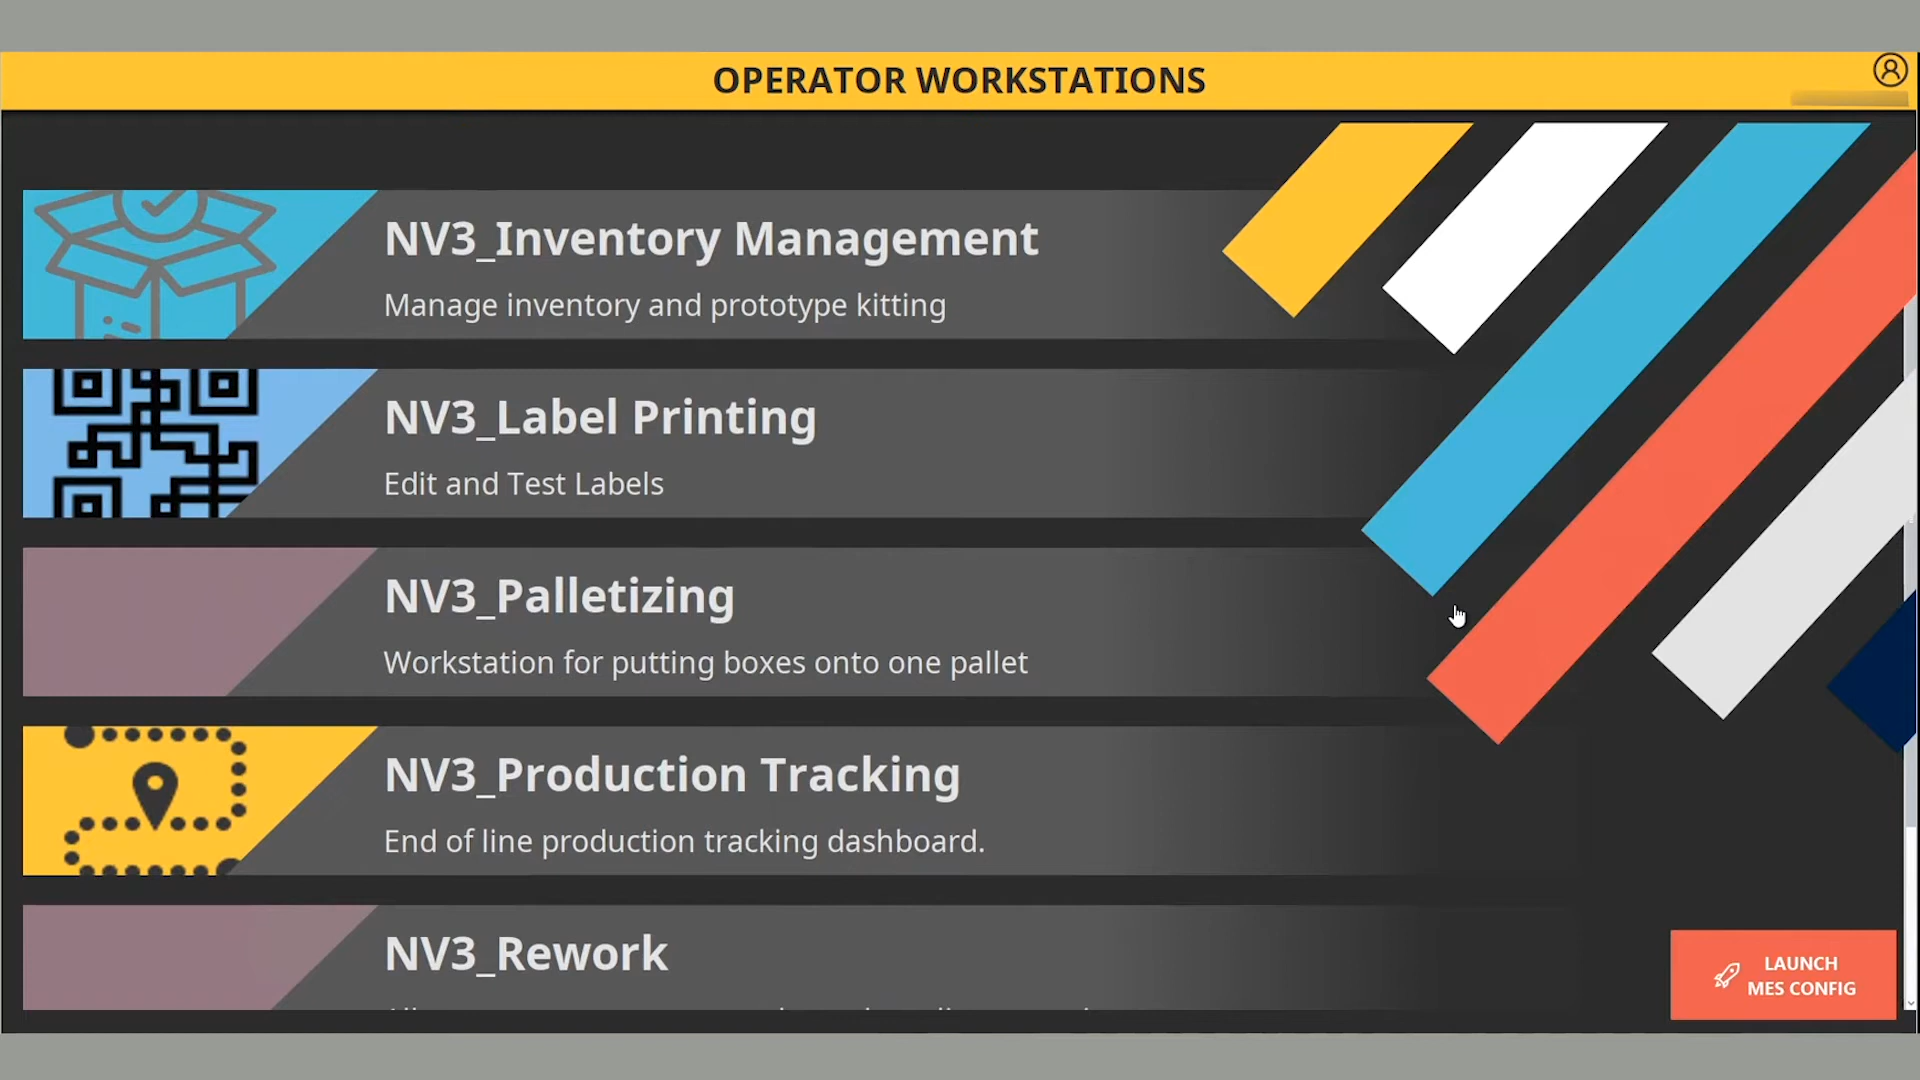 OPERATOR WORKSTATIONS
NV3_Inventory Management
Manage inventory and prototype kitting
NV3_Label Printing
Edit and Test Labels
NV3_Palletizing
Workstation for putting boxes onto one pallet
NV3_Production Tracking
End of line production tracking dashboard.
NV3_Rework
LAUNCH
MES CONFIG